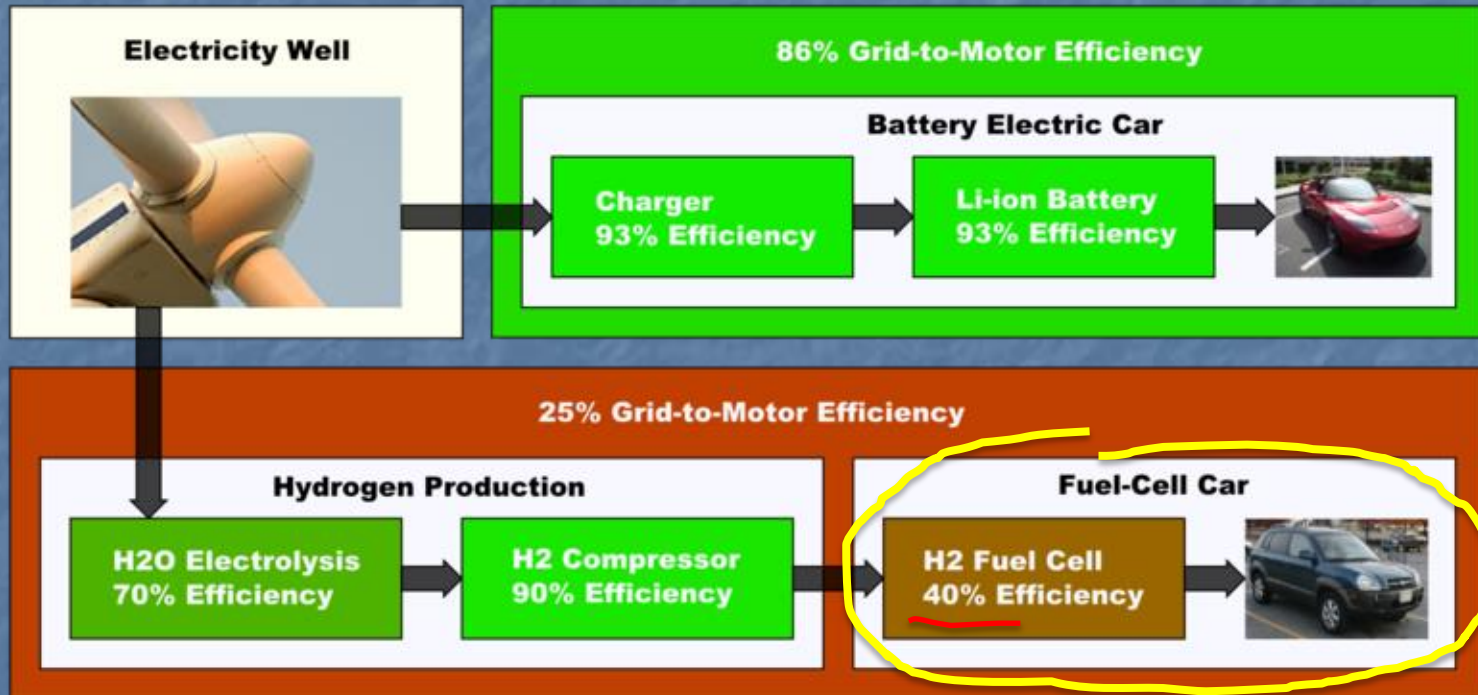 Electricity Well
86% Grid-to-Motor Efficiency
Battery Electric Car
Charger
93% Efficiency
Li-ion Battery
93% Efficiency
25% Grid-to-Motor Efficiency
Hydrogen Production
H2O Electrolysis
70% Efficiency
H2 Compressor
90% Efficiency
Fuel-Cell Car
H2 Fuel Cell
40% Efficiency